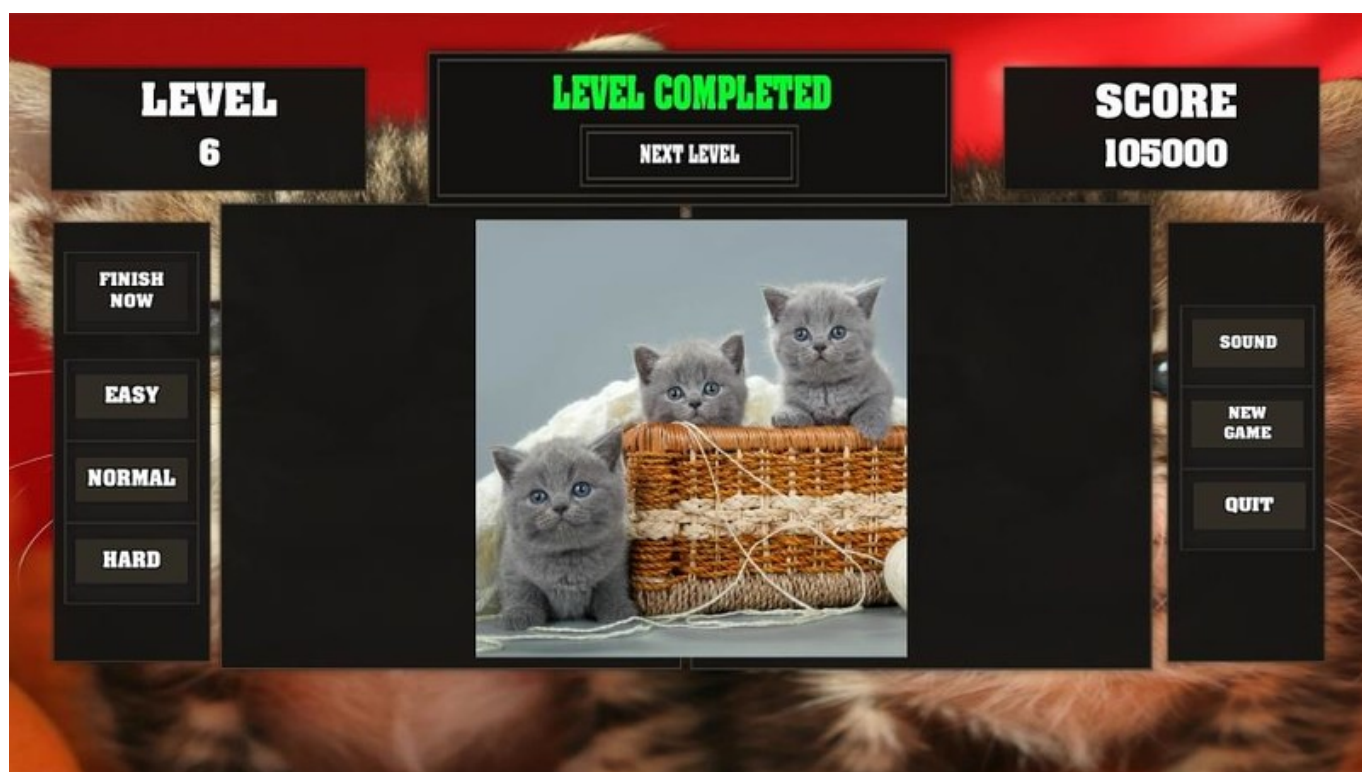 LEVEL
6
LEVEL COMPLETED
NEXT LEVEL
SCORE
105000
FINISH
NOW
EASY
NORMAL
HARD
SOUND
NEW
GAME
QUIT